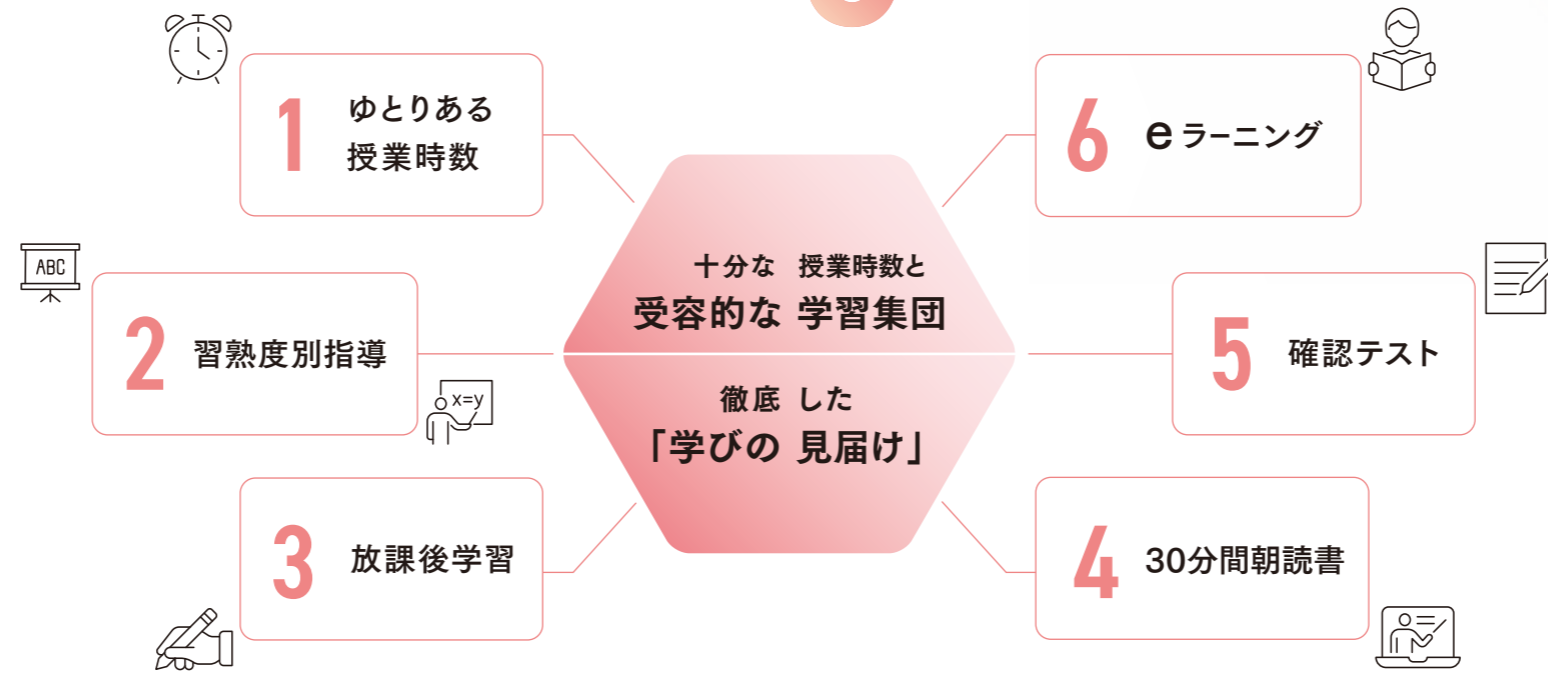 1
ゆとりある
授業時数
ABC
2
習熟度別指導
x=y
3
放課後学習
十分な 授業時数と
受容的な 学習集団
徹底 した
「学びの 見届け」
6
e ラーニング
5
確認テスト
4
30分間朝読書